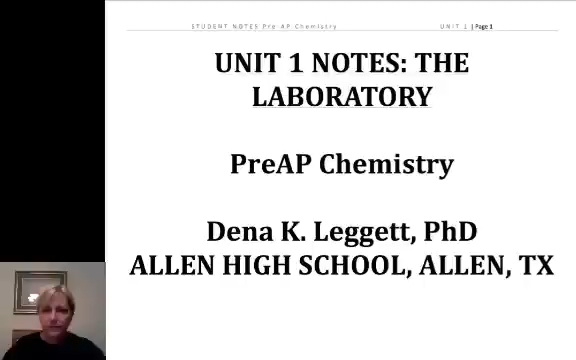 STUDENT NOTES Pre AP Chemistry UNIT 1 | Page 1
UNIT 1 NOTES: THE
LABORATORY
PreAP Chemistry
Dena K. Leggett, PhD
ALLEN HIGH SCHOOL, ALLEN, TX